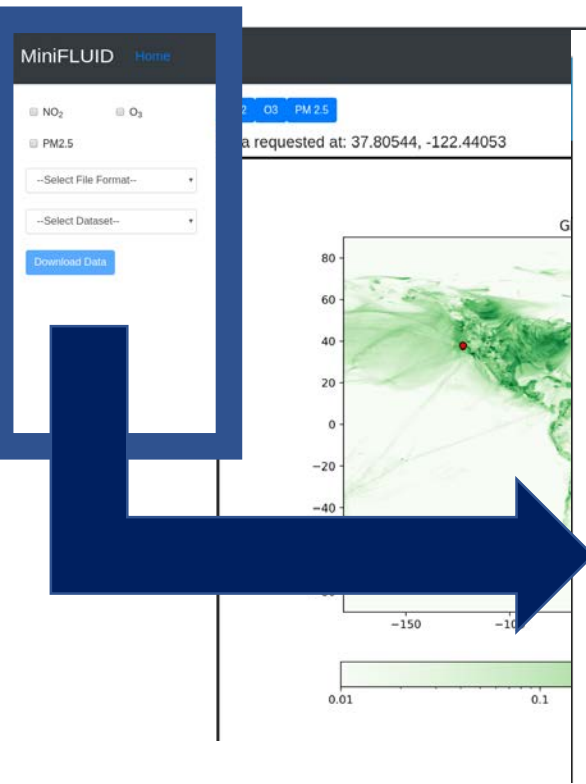 MiniFLUID Home
NO₂ O₃
PM2.5
--Select File Format--
--Select Dataset--
Download Data
2 O3 PM 2.5
a requested at: 37.80544, -122.44053
G
80
60
40
20
0
−20
−40
−150 −10
0.01 0.1